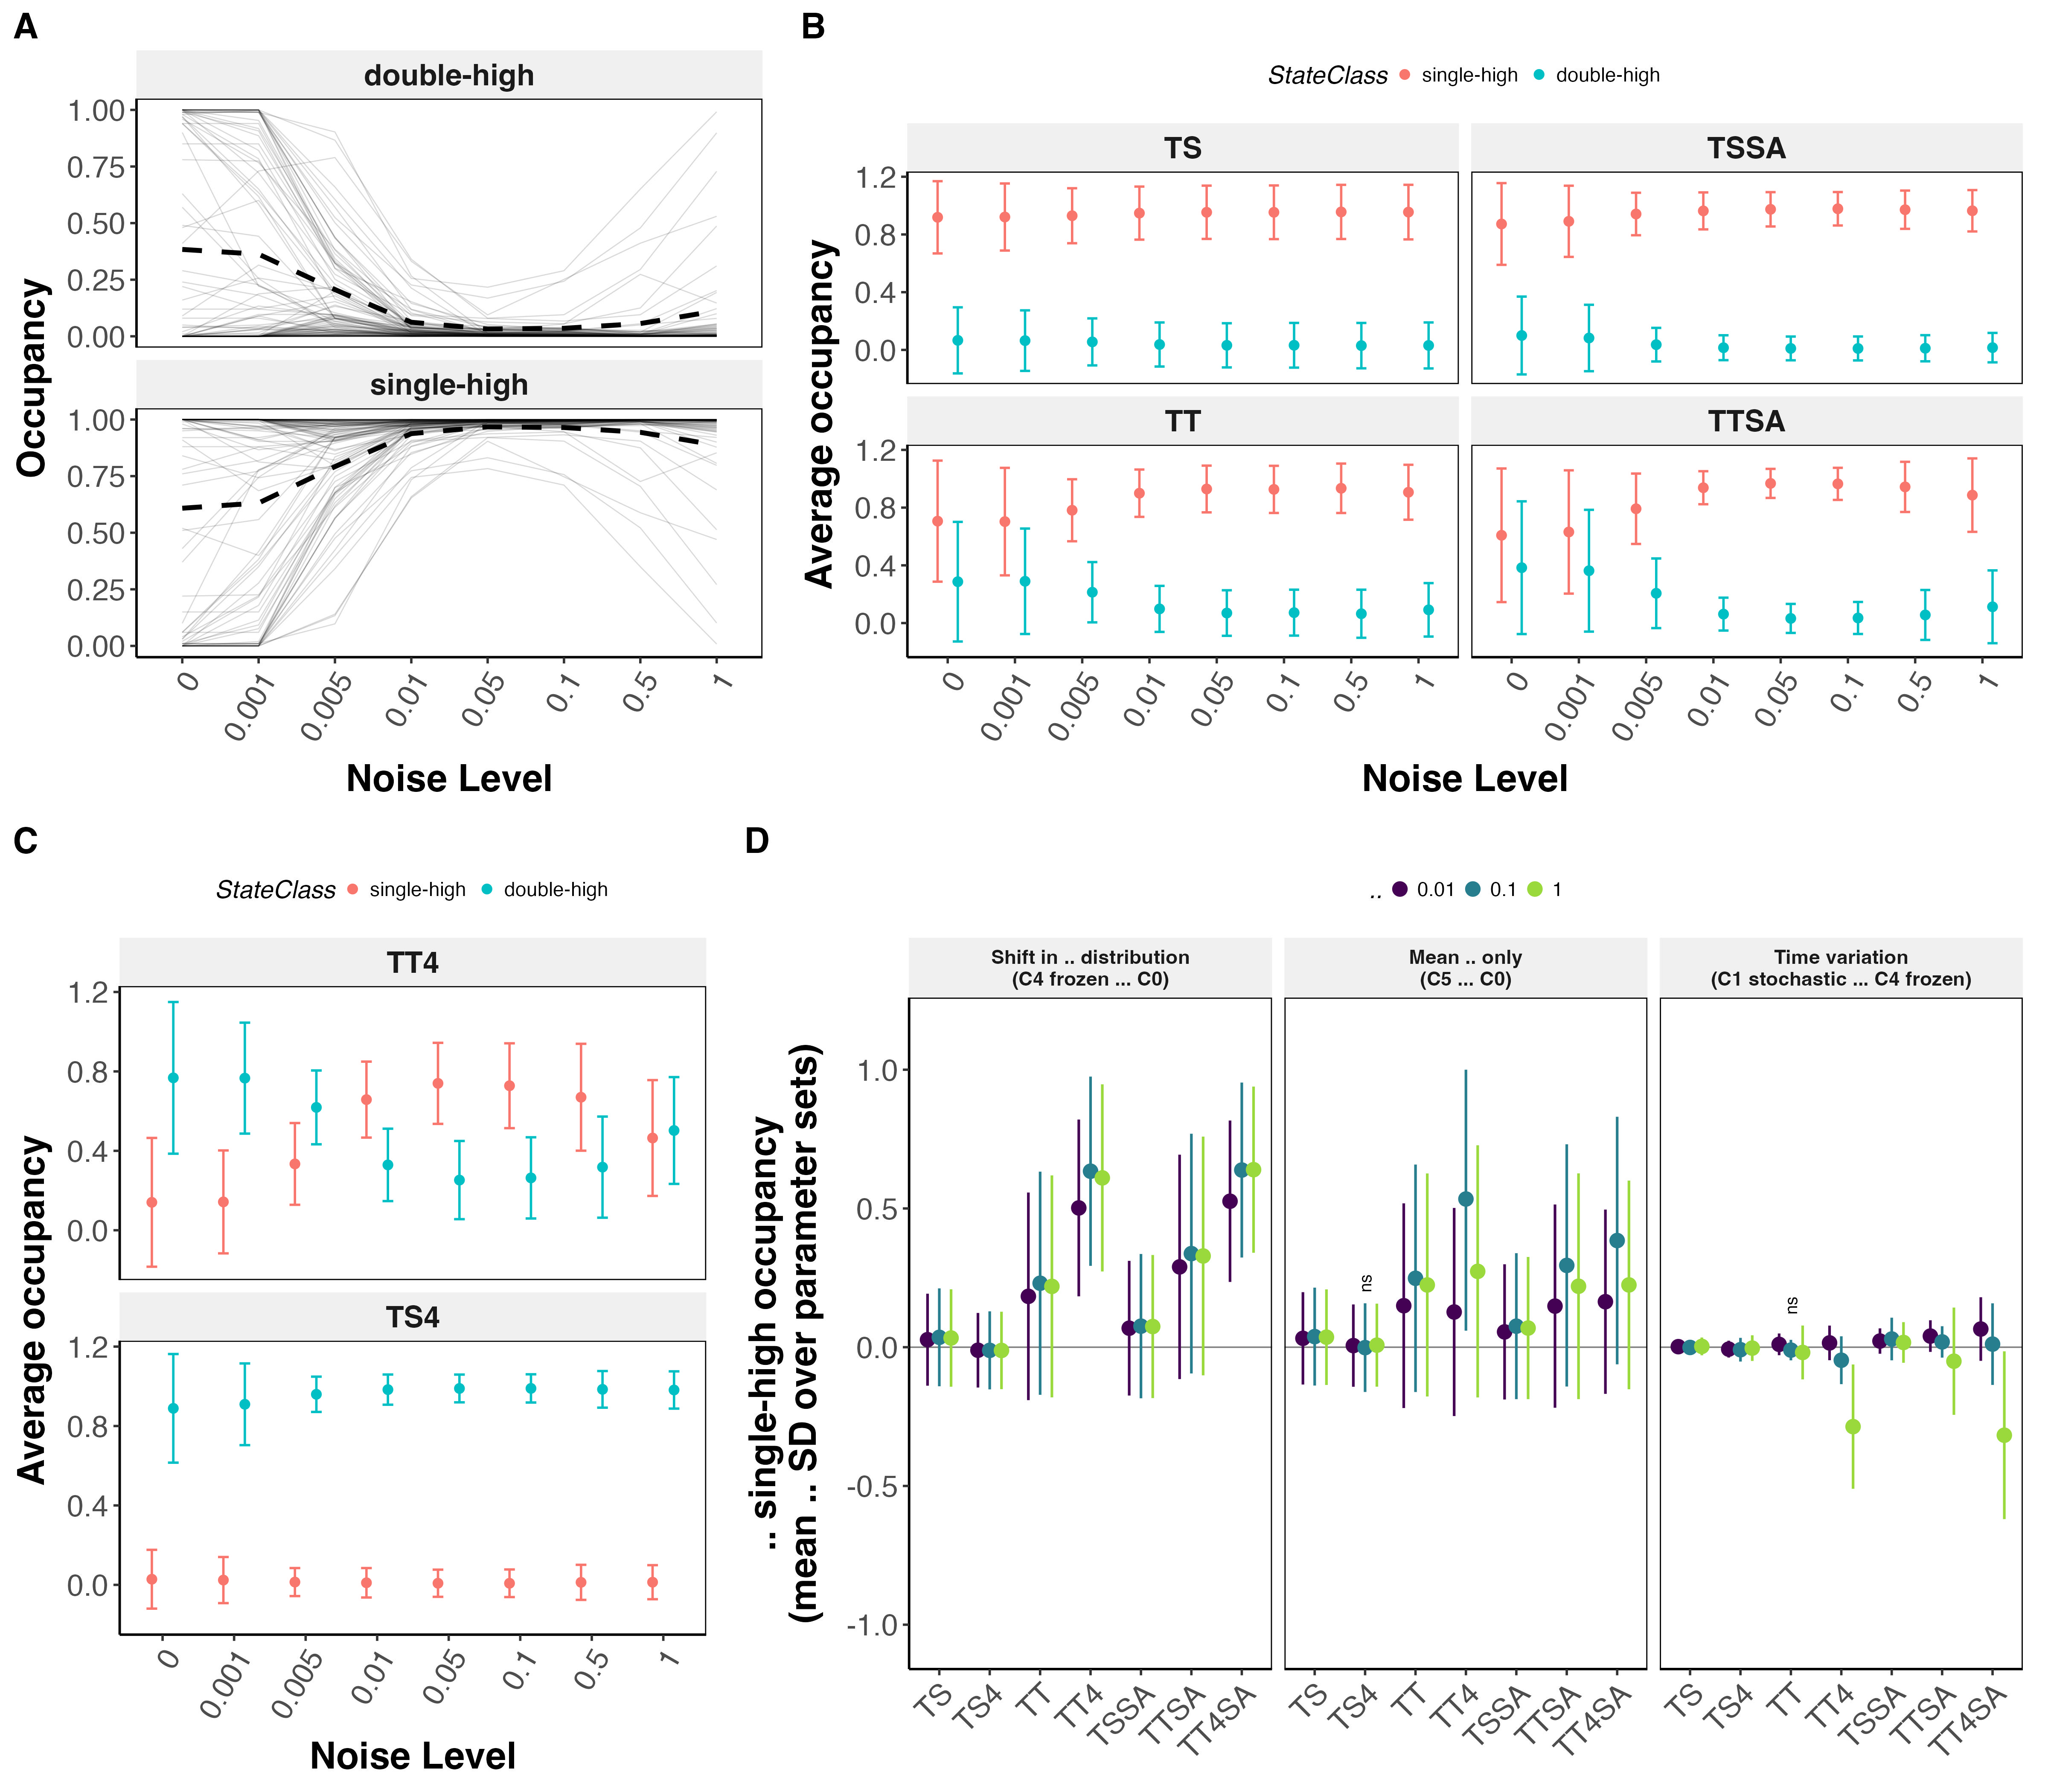 A
double-high
1.00
0.75
0.50
0.25
0.00
single-high
1.00
0.75
0.50
0.25
0.00
Occupancy
0 0.001 0.005 0.01 0.05 0.1 0.5 1
Noise Level
B
StateClass single-high double-high
TS TSSA
1.2
0.8
0.4
0.0
TT TTSA
1.2
0.8
0.4
0.0
Average occupancy
0 0.001 0.005 0.01 0.05 0.1 0.5 1 0 0.001 0.005 0.01 0.05 0.1 0.5 1
Noise Level
C
StateClass single-high double-high
TT4
1.2
0.8
0.4
0.0
TS4
1.2
0.8
0.4
0.0
Average occupancy
0 0.001 0.005 0.01 0.05 0.1 0.5 1
Noise Level
D
.. 0.01 0.1 1
Shift in .. distribution
(C4 frozen ... C0)
Mean .. only
(C5 ... C0)
Time variation
(C1 stochastic ... C4 frozen)
.. single-high occupancy
(mean .. SD over parameter sets)
1.0
0.5
0.0
-0.5
-1.0
ns
ns
TS TS4 TT TT4 TSSA TTSA TT4SA TS TS4 TT TT4 TSSA TTSA TT4SA TS TS4 TT TT4 TSSA TTSA TT4SA